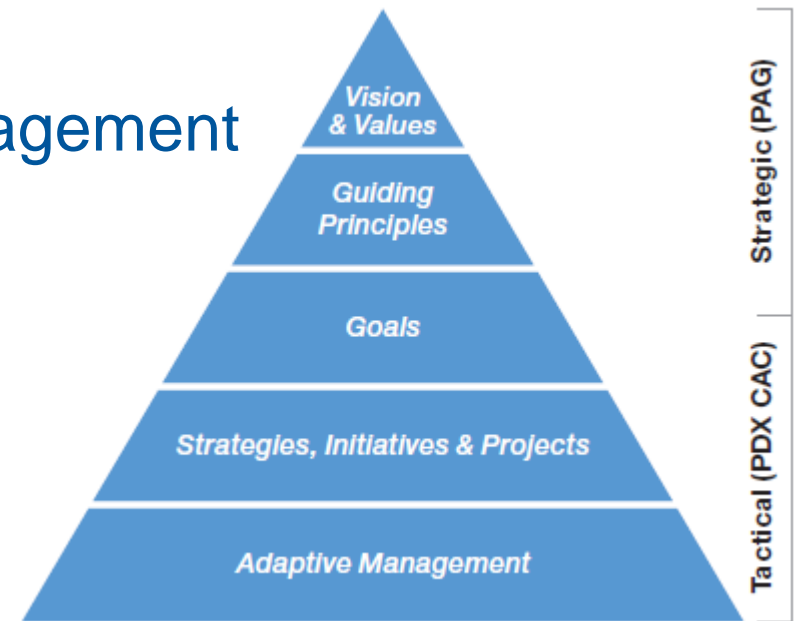 agement
Vision
& Values
Guiding
Principles
Goals
Strategies, Initiatives & Projects
Adaptive Management
Strategic (PAG)
Tactical (PDX CAC)